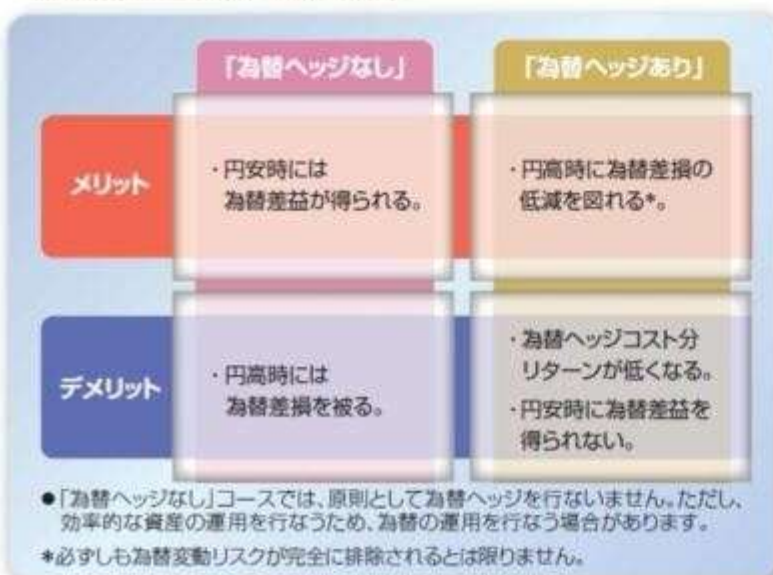 「為替ヘッジなし」
「為替ヘッジあり」
メリット
・円安時には
為替差益が得られる。
・円高時に為替差損の
低減を図れる*。
デメリット
・円高時には
為替差損を被る。
・為替ヘッジコスト分
リターンが低くなる。
・円安時に為替差益を
得られない。
●「為替ヘッジなし」コースでは、原則として為替ヘッジを行ないません。ただし、
効率的な資産の運用を行なうため、為替の運用を行なう場合があります。
*必ずしも為替変動リスクが完全に排除されるとは限りません。